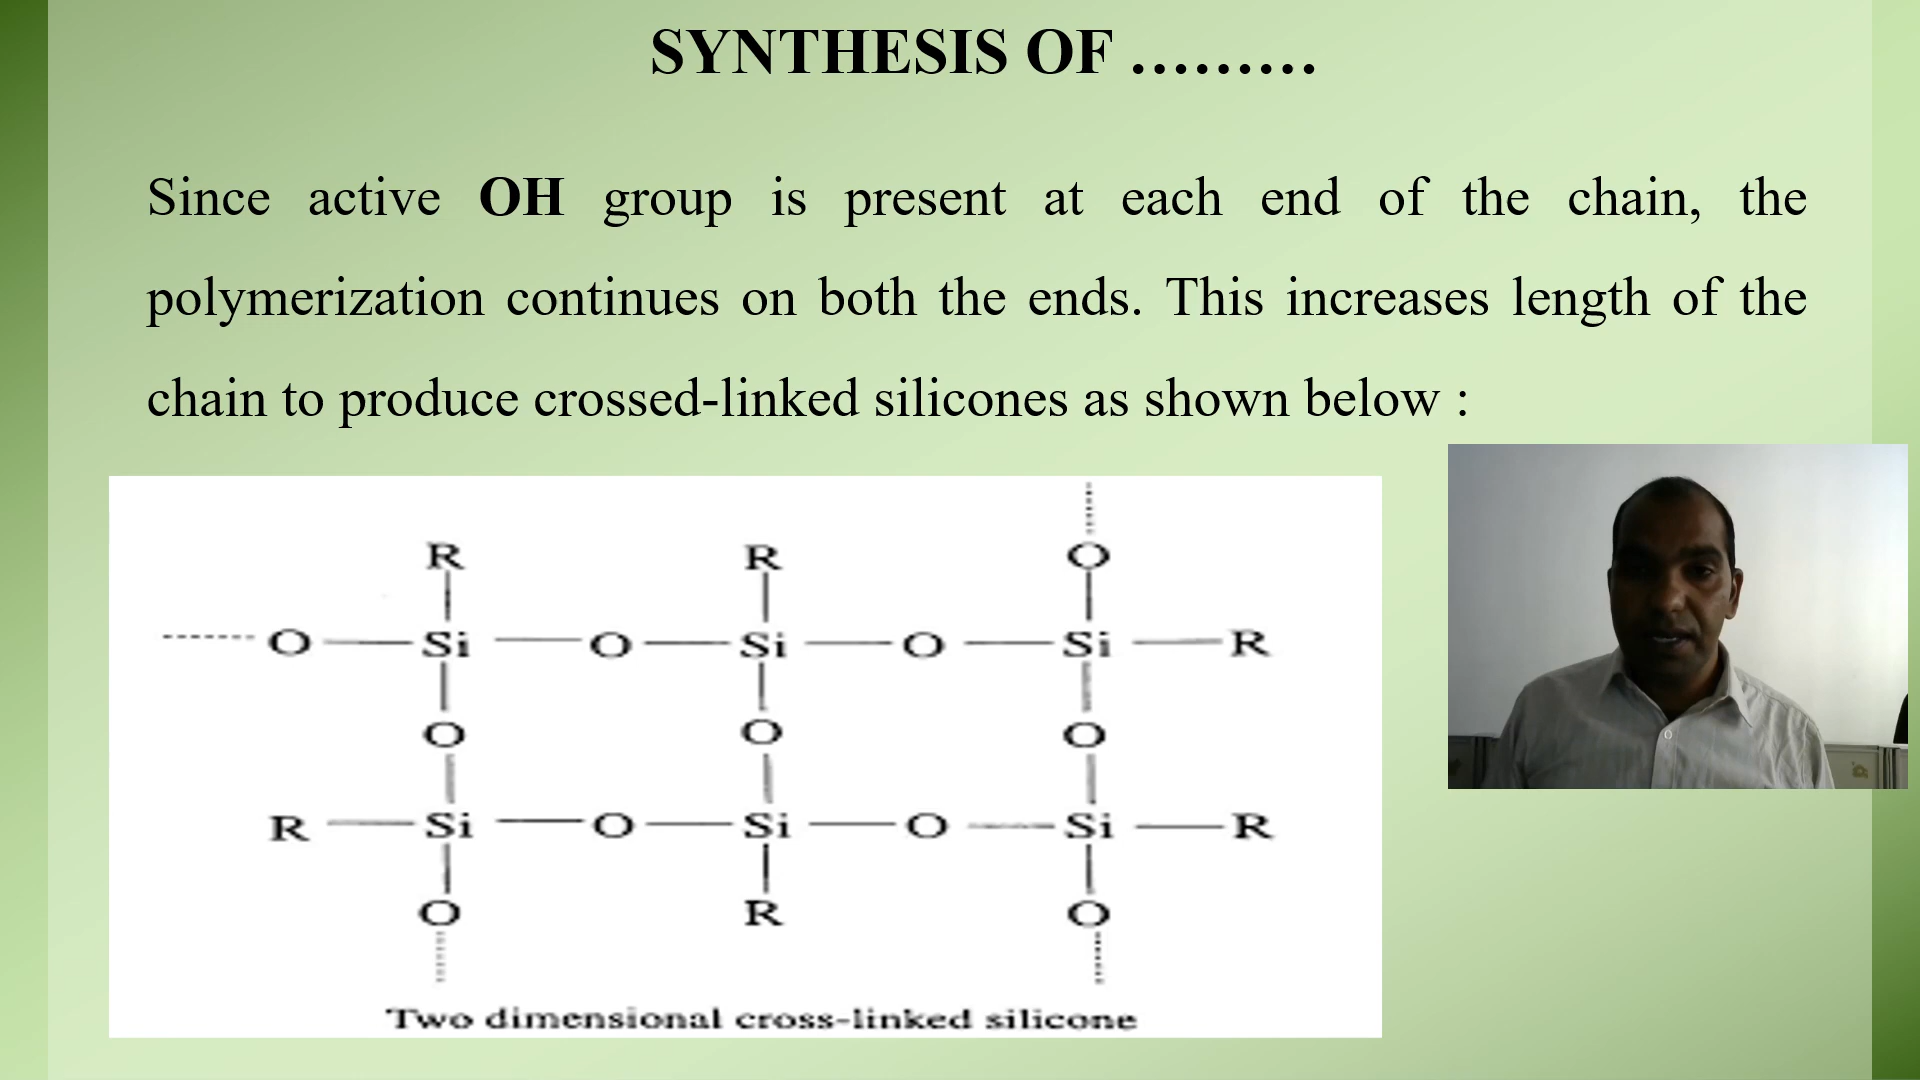 SYNTHESIS OF ………
Since active OH group is present at each end of the chain, the
polymerization continues on both the ends. This increases length of the
chain to produce crossed-linked silicones as shown below :
R R O
O Si O Si O Si R
O O O
R Si O Si O Si R
O R O
Two dimensional cross-linked silicone